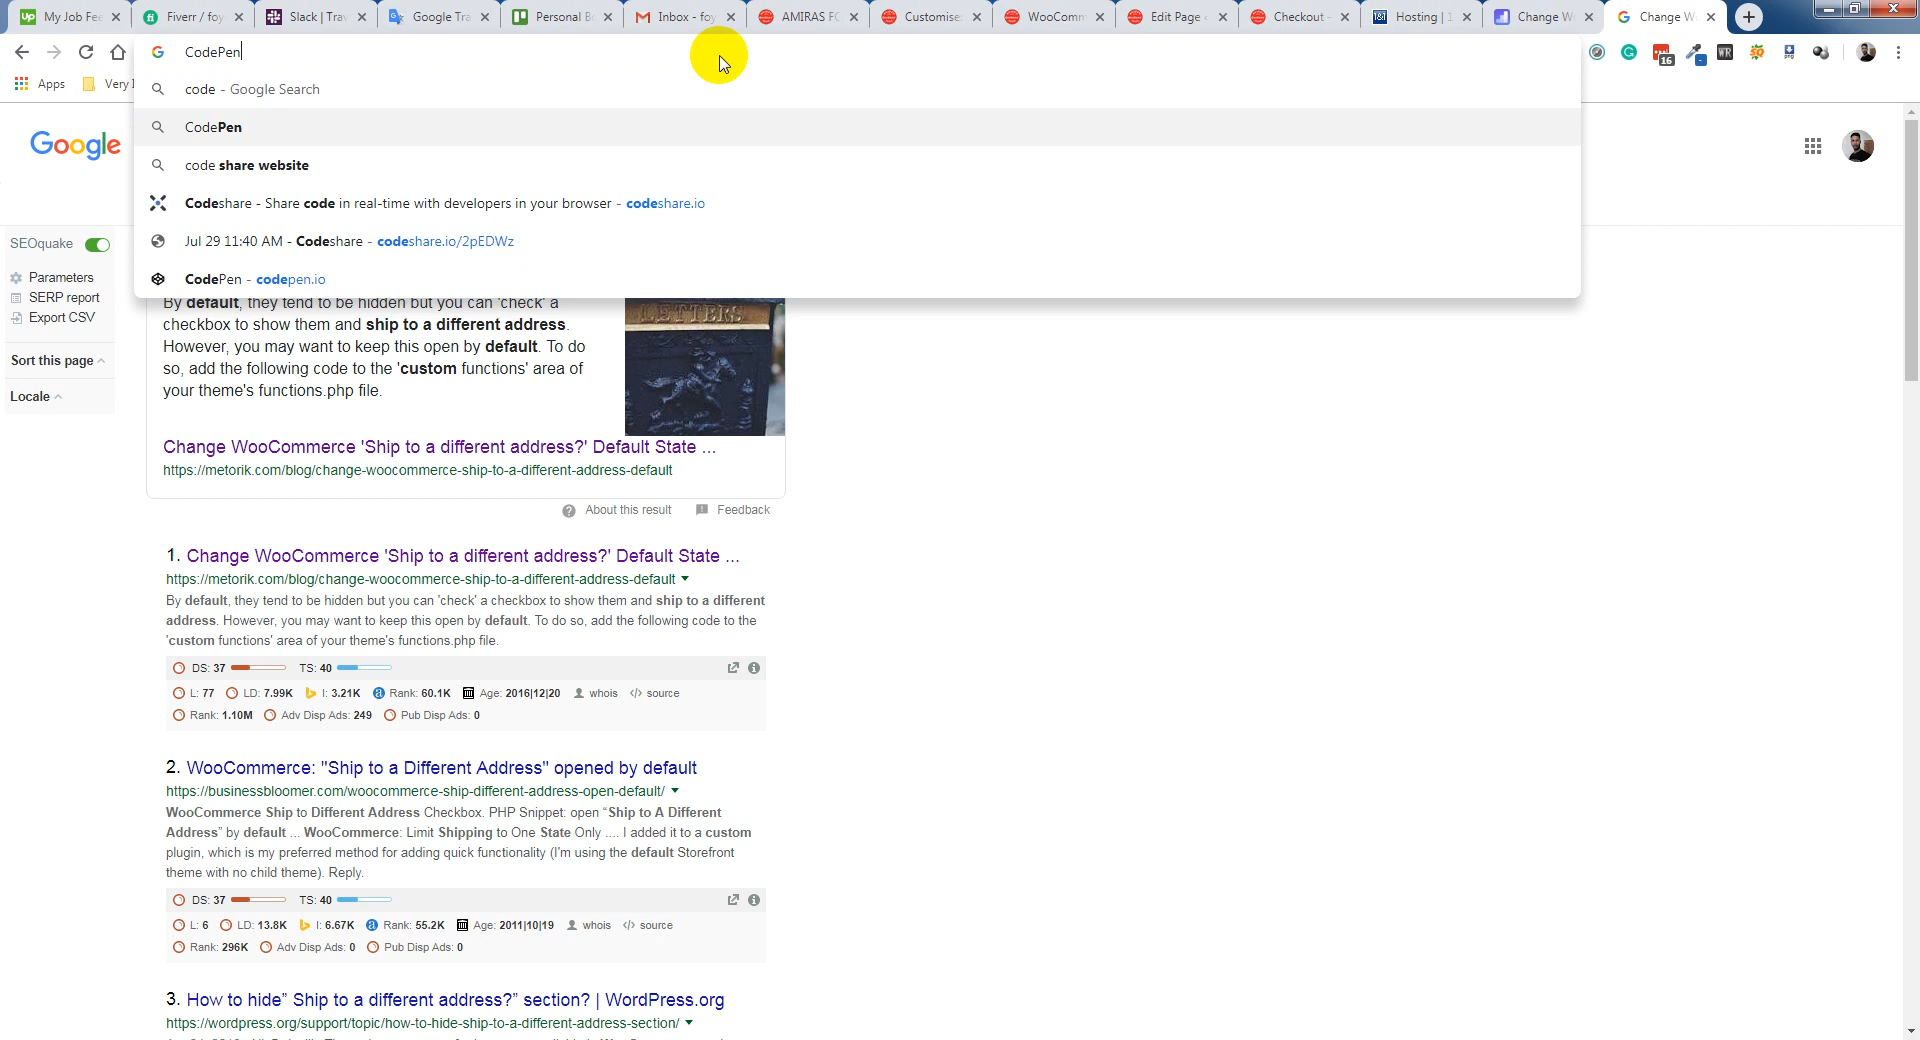 My Job Fee
Fiverr / foy
Slack | Trav
Google Tra
Personal B
Inbox - foy
AMIRAS FO
Customise
WooComm
Edit Page
Checkout
Hosting | 1
Change W
Change W
CodePen
16
WR
Apps
Very I
code - Google Search
CodePen
code share website
Codeshare - Share code in real-time with developers in your browser - codeshare.io
Jul 29 11:40 AM - Codeshare - codeshare.io/2pEDWz
CodePen - codepen.io
Google
SEOquake
Parameters
SERP report
Export CSV
Sort this page
Locale
By default, they tend to be hidden but you can 'check' a
checkbox to show them and ship to a different address.
However, you may want to keep this open by default. To do
so, add the following code to the 'custom functions' area of
your theme's functions.php file.
LETTERS
Change WooCommerce 'Ship to a different address?' Default State ...
https://metorik.com/blog/change-woocommerce-ship-to-a-different-address-default
About this result
Feedback
1. Change WooCommerce 'Ship to a different address?' Default State ...
https://metorik.com/blog/change-woocommerce-ship-to-a-different-address-default
By default, they tend to be hidden but you can 'check' a checkbox to show them and ship to a different
address. However, you may want to keep this open by default. To do so, add the following code to the
'custom functions' area of your theme's functions.php file.
DS: 37 TS: 40
L: 77 LD: 7.99K I: 3.21K Rank: 60.1K Age: 2016|12|20 whois </> source
Rank: 1.10M Adv Disp Ads: 249 Pub Disp Ads: 0
2. WooCommerce: "Ship to a Different Address" opened by default
https://businessbloomer.com/woocommerce-ship-different-address-open-default/
WooCommerce Ship to Different Address Checkbox. PHP Snippet: open “Ship to A Different
Address” by default ... WooCommerce: Limit Shipping to One State Only .... I added it to a custom
plugin, which is my preferred method for adding quick functionality (I'm using the default Storefront
theme with no child theme). Reply.
DS: 37 TS: 40
L: 6 LD: 13.8K I: 6.67K Rank: 55.2K Age: 2011|10|19 whois </> source
Rank: 296K Adv Disp Ads: 0 Pub Disp Ads: 0
3. How to hide” Ship to a different address?” section? | WordPress.org
https://wordpress.org/support/topic/how-to-hide-ship-to-a-different-address-section/